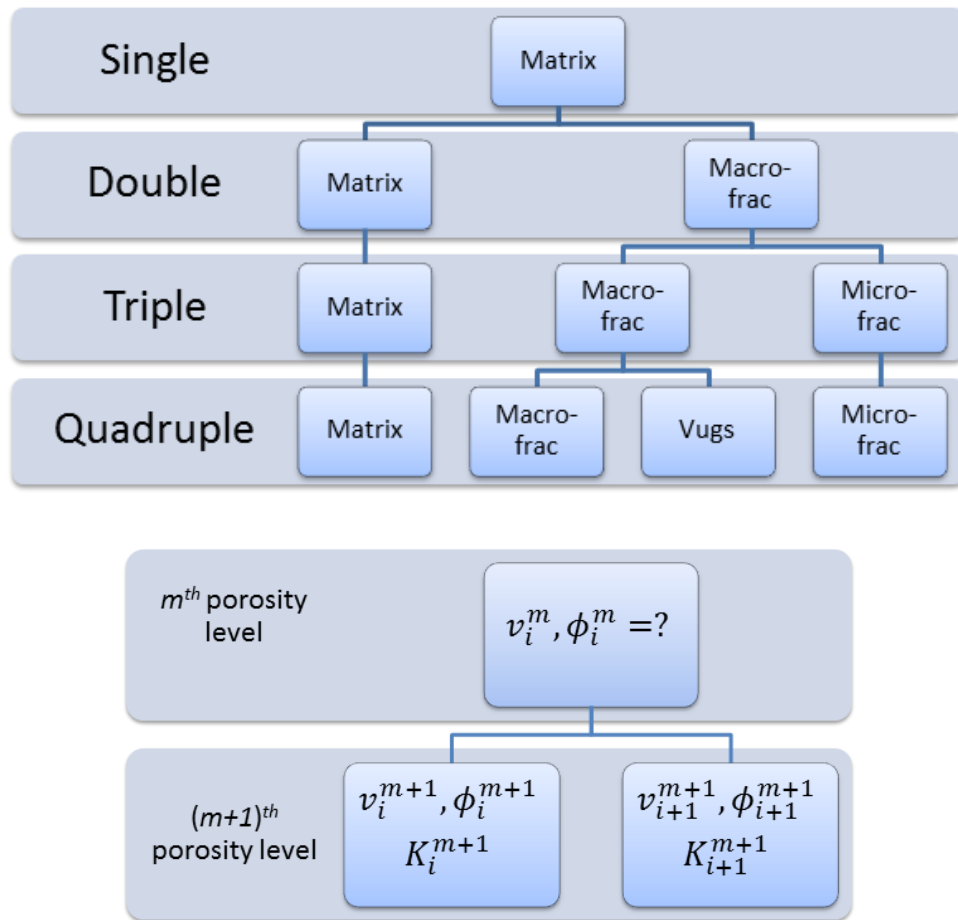 Single
Matrix
Double
Matrix
Macro-
frac
Triple
Matrix
Macro-
frac
Micro-
frac
Quadruple
Matrix
Macro-
frac
Vugs
Micro-
frac
mᵗʰ porosity
level
v_i^m, ϕ_i^m =?
(m+1)ᵗʰ
porosity level
v_i^{m+1}, ϕ_i^{m+1}
K_i^{m+1}
v_{i+1}^{m+1}, ϕ_{i+1}^{m+1}
K_{i+1}^{m+1}